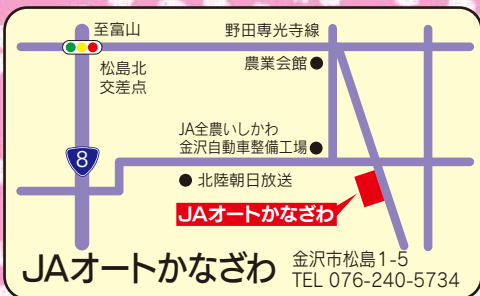 至富山
野田専光寺線
松島北
交差点
農業会館
JA全農いしかわ
金沢自動車整備工場
8
北陸朝日放送
JAオートかなざわ
JAオートかなざわ
金沢市松島1-5
TEL 076-240-5734